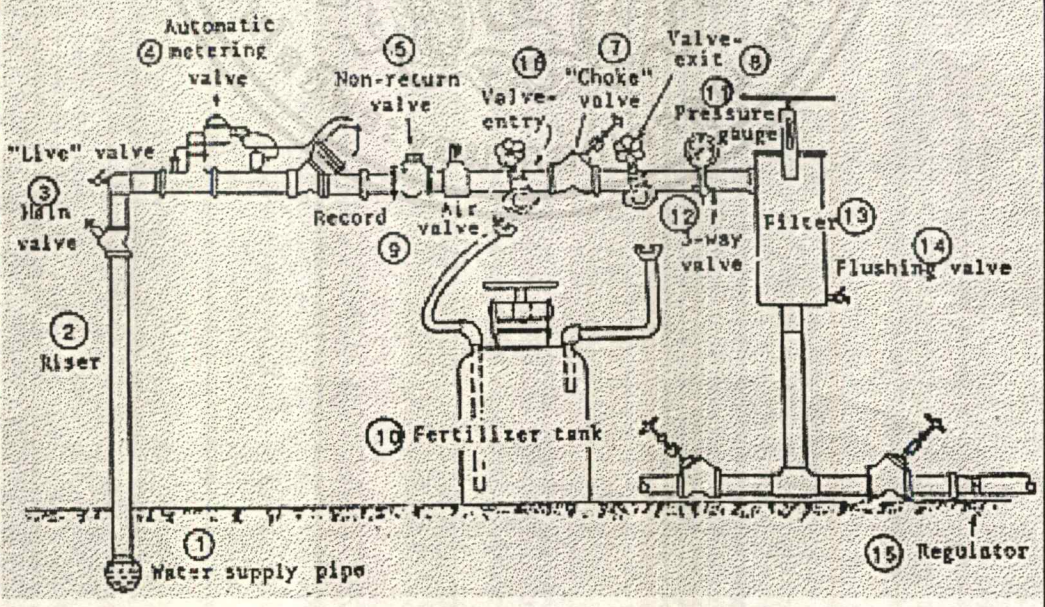 Automatic
④ metering
valve
⑤
Non-return
valve
Valve-
entry
⑦
"Choke"
valve
Valve-
exit ⑧
⑪
Pressure
gauge
"Live" valve
③
Main
valve
Record
Air
valve
⑨
⑫
3-way
valve
Filter ⑬
⑭
Flushing valve
②
Riser
⑩ Fertilizer tank
①
Water supply pipe
⑮ Regulator